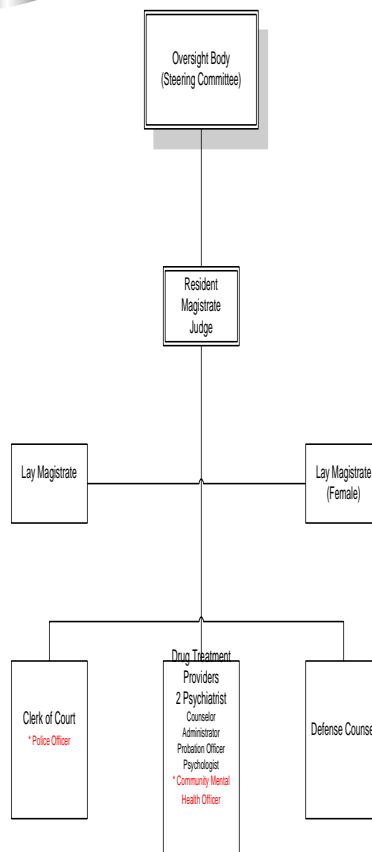 Oversight Body
(Steering Committee)
Resident
Magistrate
Judge
Lay Magistrate
Lay Magistrate
(Female)
Clerk of Court
* Police Officer
Drug Treatment
Providers
2 Psychiatrist
Counselor
Administrator
Probation Officer
Psychologist
* Community Mental
Health Officer
Defense Counse